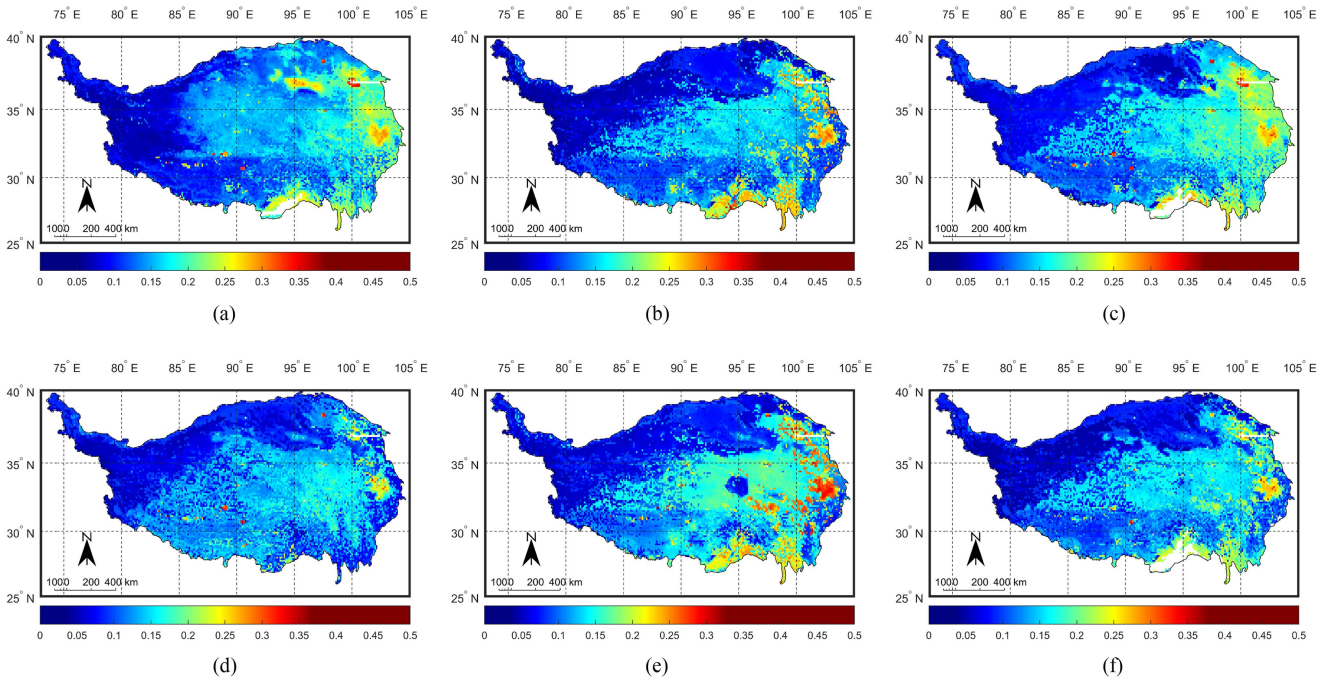 75° E 80° E 85° E 90° E 95° E 100° E 105° E
75° E 80° E 85° E 90° E 95° E 100° E 105° E
75° E 80° E 85° E 90° E 95° E 100° E 105° E
40° N
40° N
40° N
35° N
35° N
35° N
30° N
30° N
30° N
N
N
N
1000 200 400 km
1000 200 400 km
1000 200 400 km
25° N
25° N
25° N
0 0.05 0.1 0.15 0.2 0.25 0.3 0.35 0.4 0.45 0.5
0 0.05 0.1 0.15 0.2 0.25 0.3 0.35 0.4 0.45 0.5
0 0.05 0.1 0.15 0.2 0.25 0.3 0.35 0.4 0.45 0.5
(a)
(b)
(c)
75° E 80° E 85° E 90° E 95° E 100° E 105° E
75° E 80° E 85° E 90° E 95° E 100° E 105° E
75° E 80° E 85° E 90° E 95° E 100° E 105° E
40° N
40° N
40° N
35° N
35° N
35° N
30° N
30° N
30° N
N
N
N
1000 200 400 km
1000 200 400 km
1000 200 400 km
25° N
25° N
25° N
0 0.05 0.1 0.15 0.2 0.25 0.3 0.35 0.4 0.45 0.5
0 0.05 0.1 0.15 0.2 0.25 0.3 0.35 0.4 0.45 0.5
0 0.05 0.1 0.15 0.2 0.25 0.3 0.35 0.4 0.45 0.5
(d)
(e)
(f)